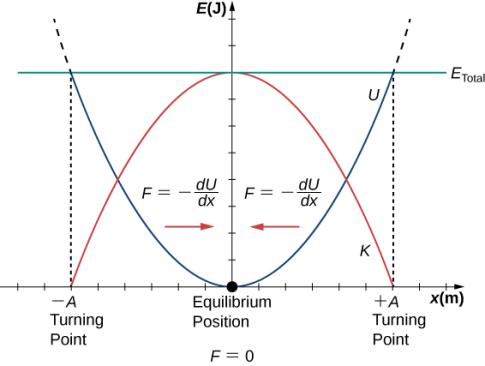 E(J)
E_Total
U
F = − dU/dx
F = − dU/dx
K
−A
Turning
Point
Equilibrium
Position
+A
Turning
Point
x(m)
F = 0